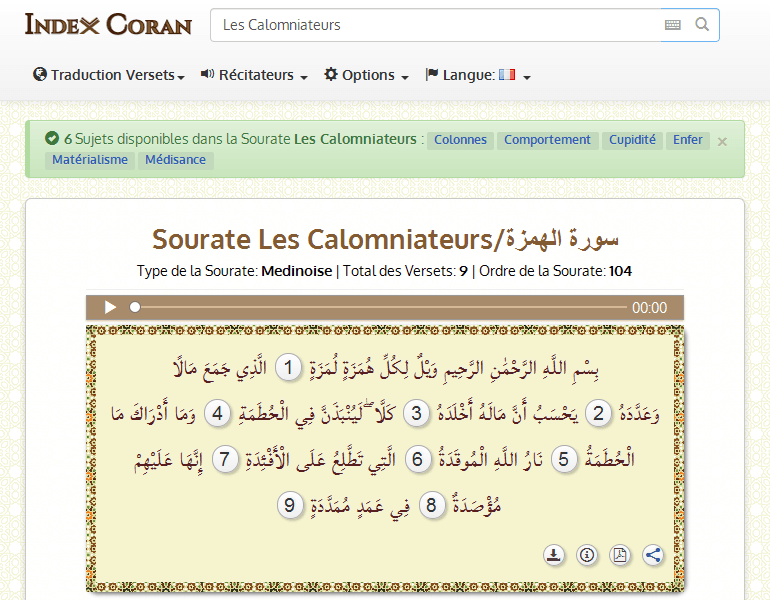 INDEX CORAN
Les Calomniateurs
Traduction Versets
Récitateurs
Options
Langue:
6 Sujets disponibles dans la Sourate Les Calomniateurs : Colonnes Comportement Cupidité Enfer ×
Matérialisme Médisance
Sourate Les Calomniateurs/سورة الهمزة
Type de la Sourate: Medinoise | Total des Versets: 9 | Ordre de la Sourate: 104
00:00
بِسْمِ اللَّهِ الرَّحْمَٰنِ الرَّحِيمِ وَيْلٌ لِكُلِّ هُمَزَةٍ لُمَزَةٍ 1 الَّذِي جَمَعَ مَالًا
وَعَدَّدَهُ 2 يَحْسَبُ أَنَّ مَالَهُ أَخْلَدَهُ 3 كَلَّا ۖ لَيُنْبَذَنَّ فِي الْحُطَمَةِ 4 وَمَا أَدْرَاكَ مَا
الْحُطَمَةُ 5 نَارُ اللَّهِ الْمُوقَدَةُ 6 الَّتِي تَطَّلِعُ عَلَى الْأَفْئِدَةِ 7 إِنَّهَا عَلَيْهِمْ
مُؤْصَدَةٌ 8 فِي عَمَدٍ مُمَدَّدَةٍ 9